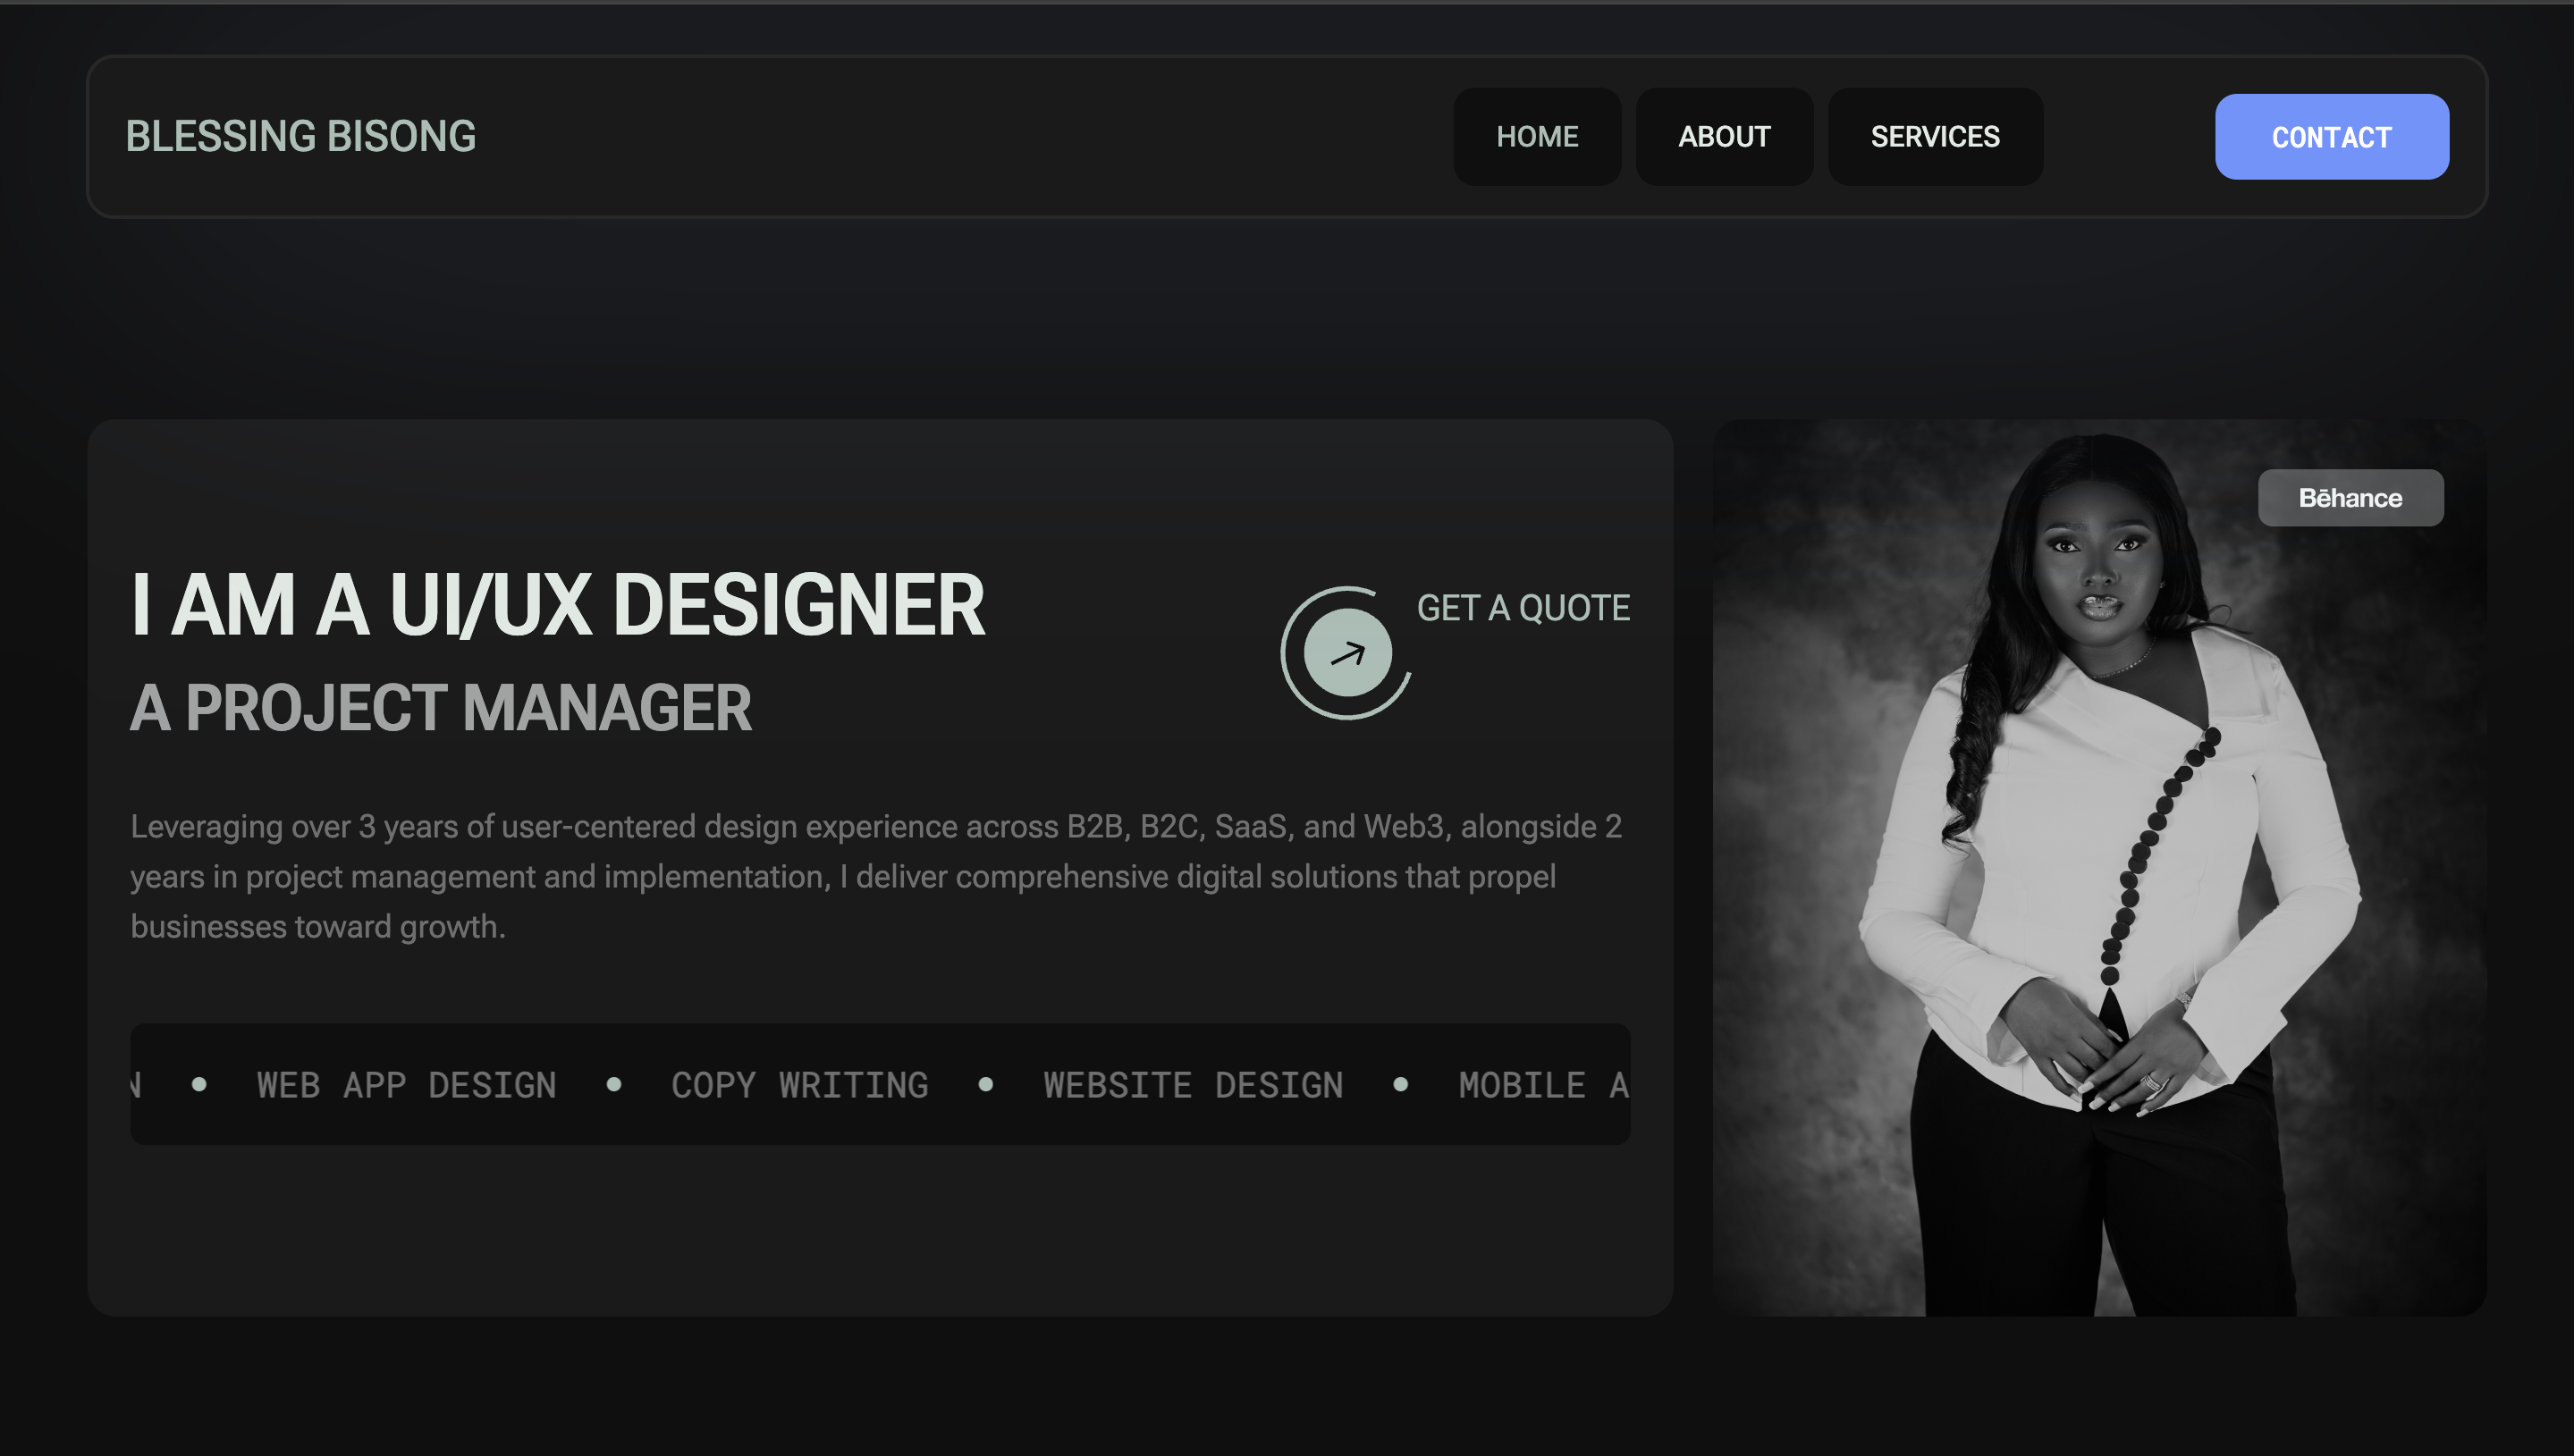 BLESSING BISONG
HOME
ABOUT
SERVICES
CONTACT
Bēhance
I AM A UI/UX DESIGNER
GET A QUOTE
A PROJECT MANAGER
Leveraging over 3 years of user-centered design experience across B2B, B2C, SaaS, and Web3, alongside 2
years in project management and implementation, I deliver comprehensive digital solutions that propel
businesses toward growth.
N • WEB APP DESIGN • COPY WRITING • WEBSITE DESIGN • MOBILE A